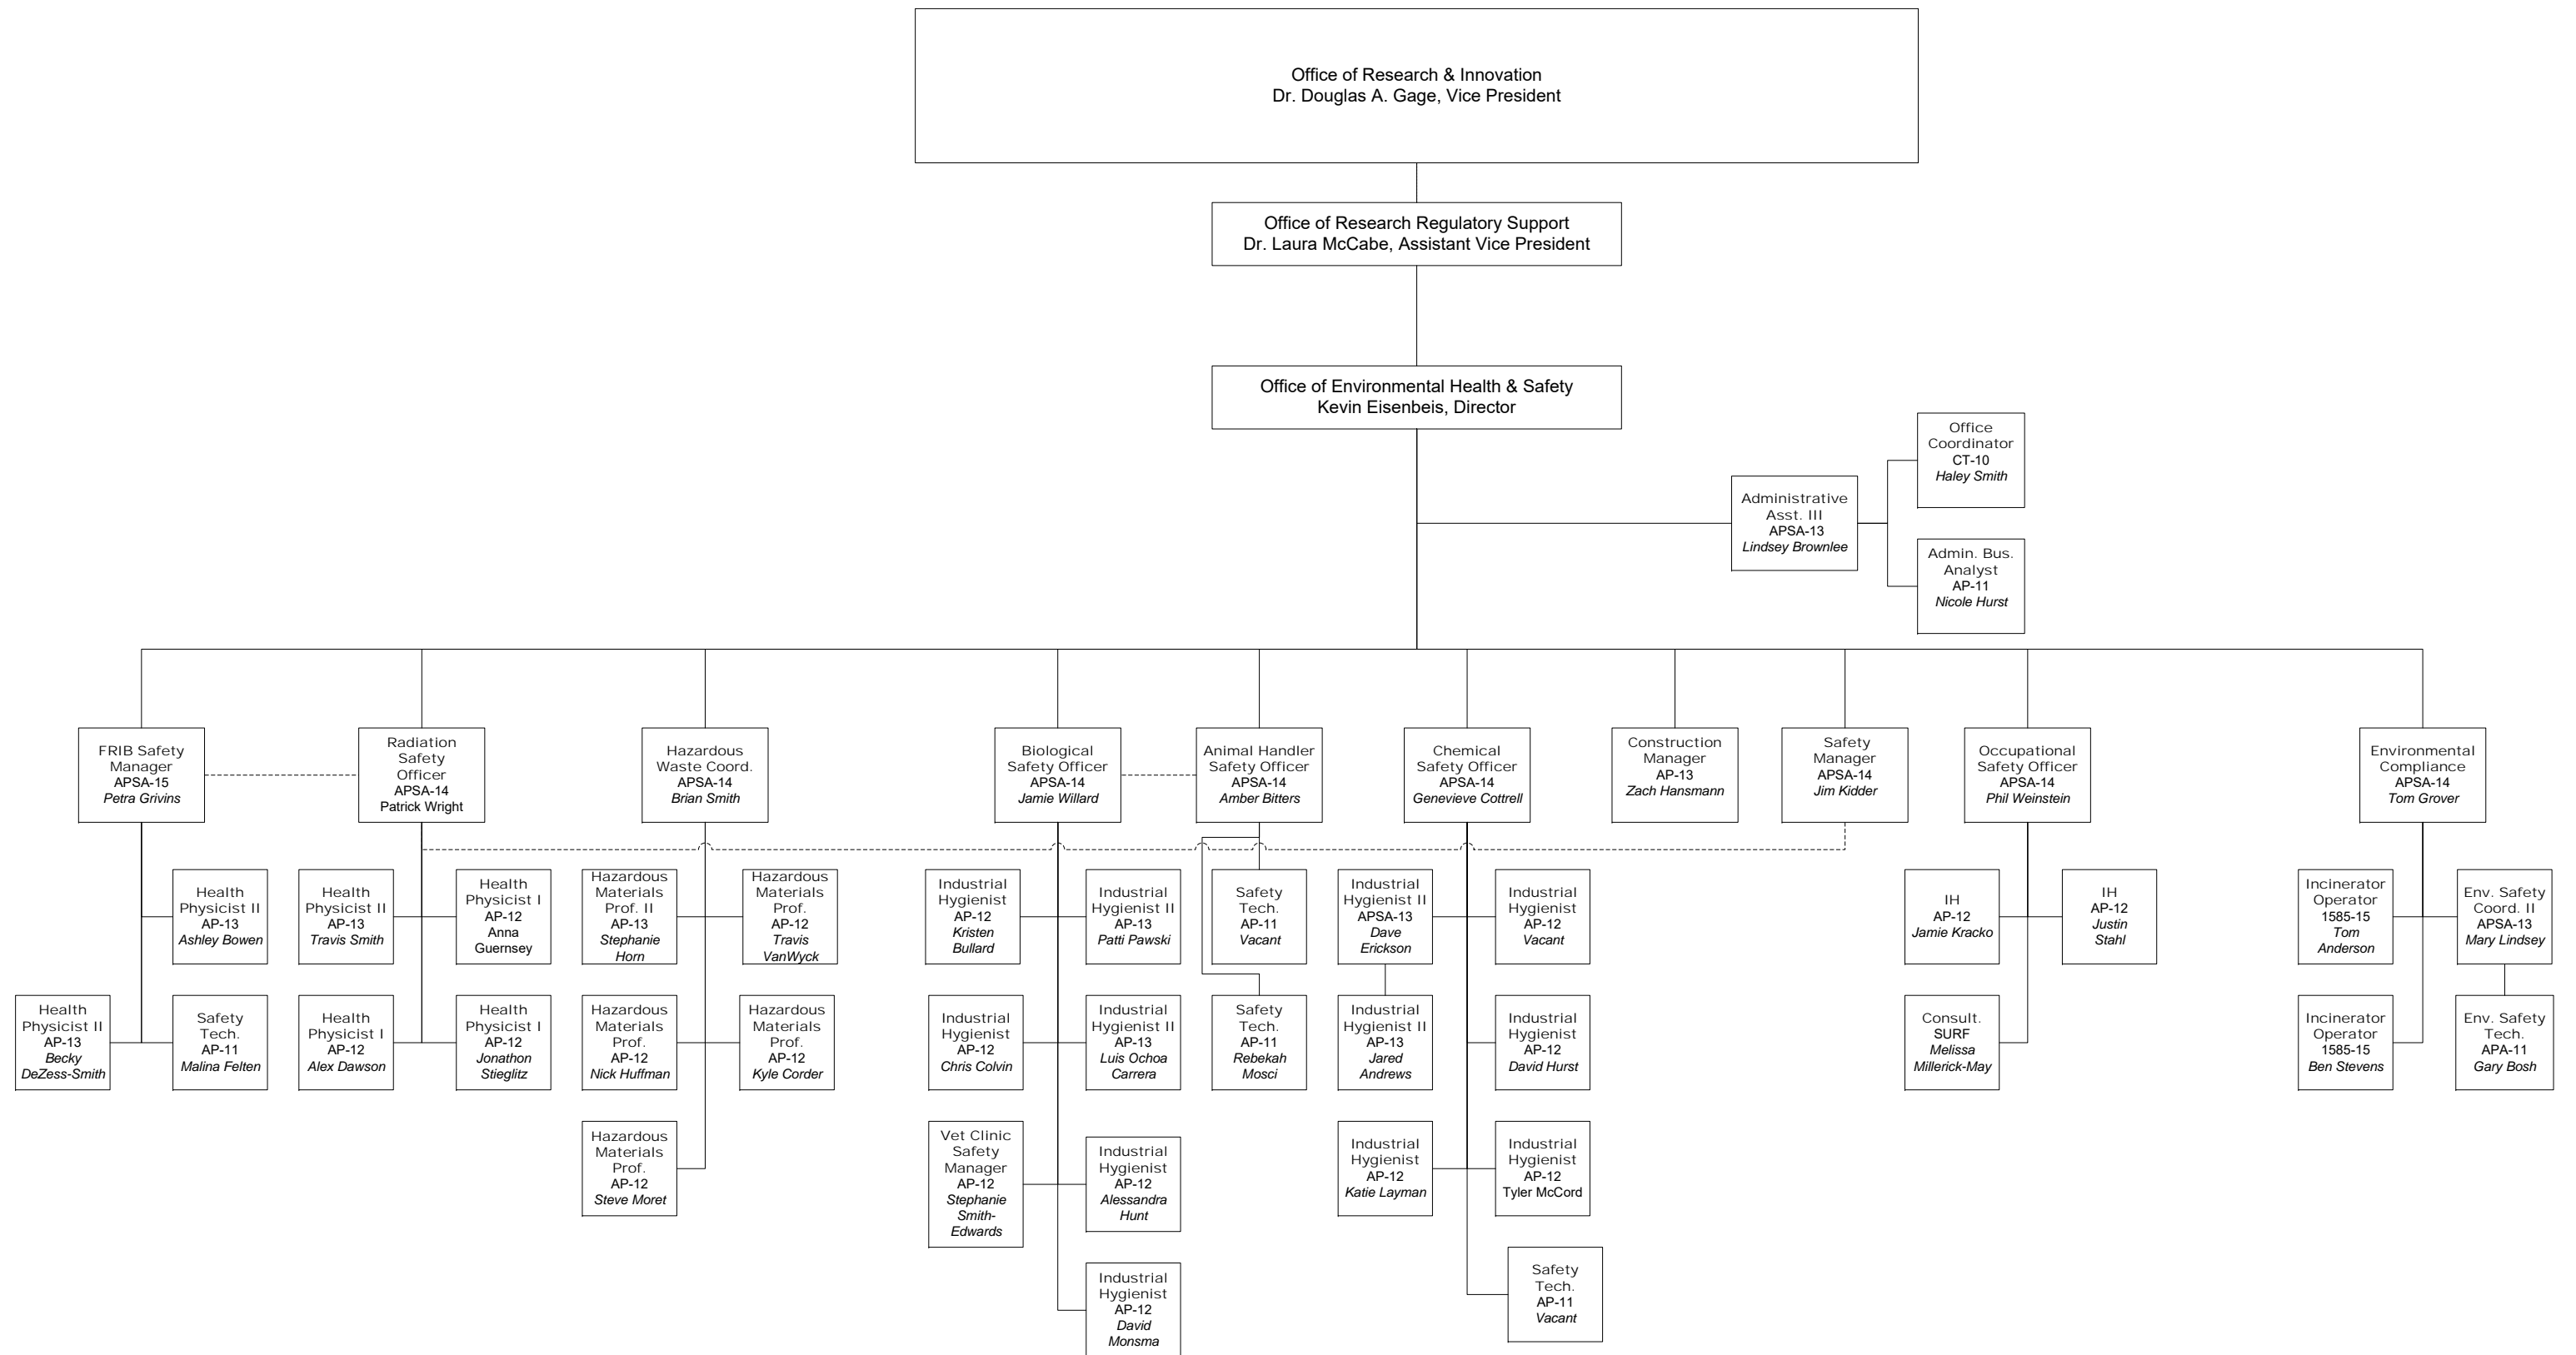 Office of Research & Innovation
Dr. Douglas A. Gage, Vice President
Office of Research Regulatory Support
Dr. Laura McCabe, Assistant Vice President
Office of Environmental Health & Safety
Kevin Eisenbeis, Director
Office
Coordinator
CT-10
Haley Smith
Administrative
Asst. III
APSA-13
Lindsey Brownlee
Admin. Bus.
Analyst
AP-11
Nicole Hurst
FRIB Safety
Manager
APSA-15
Petra Grivins
Radiation
Safety
Officer
APSA-14
Patrick Wright
Hazardous
Waste Coord.
APSA-14
Brian Smith
Biological
Safety Officer
APSA-14
Jamie Willard
Animal Handler
Safety Officer
APSA-14
Amber Bitters
Chemical
Safety Officer
APSA-14
Genevieve Cottrell
Construction
Manager
AP-13
Zach Hansmann
Safety
Manager
APSA-14
Jim Kidder
Occupational
Safety Officer
APSA-14
Phil Weinstein
Environmental
Compliance
APSA-14
Tom Grover
Health
Physicist II
AP-13
Ashley Bowen
Health
Physicist II
AP-13
Travis Smith
Health
Physicist I
AP-12
Anna
Guernsey
Hazardous
Materials
Prof. II
AP-13
Stephanie
Horn
Hazardous
Materials
Prof.
AP-12
Travis
VanWyck
Industrial
Hygienist
AP-12
Kristen
Bullard
Industrial
Hygienist II
AP-13
Patti Pawski
Safety
Tech.
AP-11
Vacant
Industrial
Hygienist II
APSA-13
Dave
Erickson
Industrial
Hygienist
AP-12
Vacant
IH
AP-12
Jamie Kracko
IH
AP-12
Justin
Stahl
Incinerator
Operator
1585-15
Tom
Anderson
Env. Safety
Coord. II
APSA-13
Mary Lindsey
Health
Physicist II
AP-13
Becky
DeZess-Smith
Safety
Tech.
AP-11
Malina Felten
Health
Physicist I
AP-12
Alex Dawson
Health
Physicist I
AP-12
Jonathon
Stieglitz
Hazardous
Materials
Prof.
AP-12
Nick Huffman
Hazardous
Materials
Prof.
AP-12
Kyle Corder
Industrial
Hygienist
AP-12
Chris Colvin
Industrial
Hygienist II
AP-13
Luis Ochoa
Carrera
Safety
Tech.
AP-11
Rebekah
Mosci
Industrial
Hygienist II
AP-13
Jared
Andrews
Industrial
Hygienist
AP-12
David Hurst
Consult.
SURF
Melissa
Millerick-May
Incinerator
Operator
1585-15
Ben Stevens
Env. Safety
Tech.
APA-11
Gary Bosh
Hazardous
Materials
Prof.
AP-12
Steve Moret
Vet Clinic
Safety
Manager
AP-12
Stephanie
Smith-
Edwards
Industrial
Hygienist
AP-12
Alessandra
Hunt
Industrial
Hygienist
AP-12
Katie Layman
Industrial
Hygienist
AP-12
Tyler McCord
Industrial
Hygienist
AP-12
David
Monsma
Safety
Tech.
AP-11
Vacant